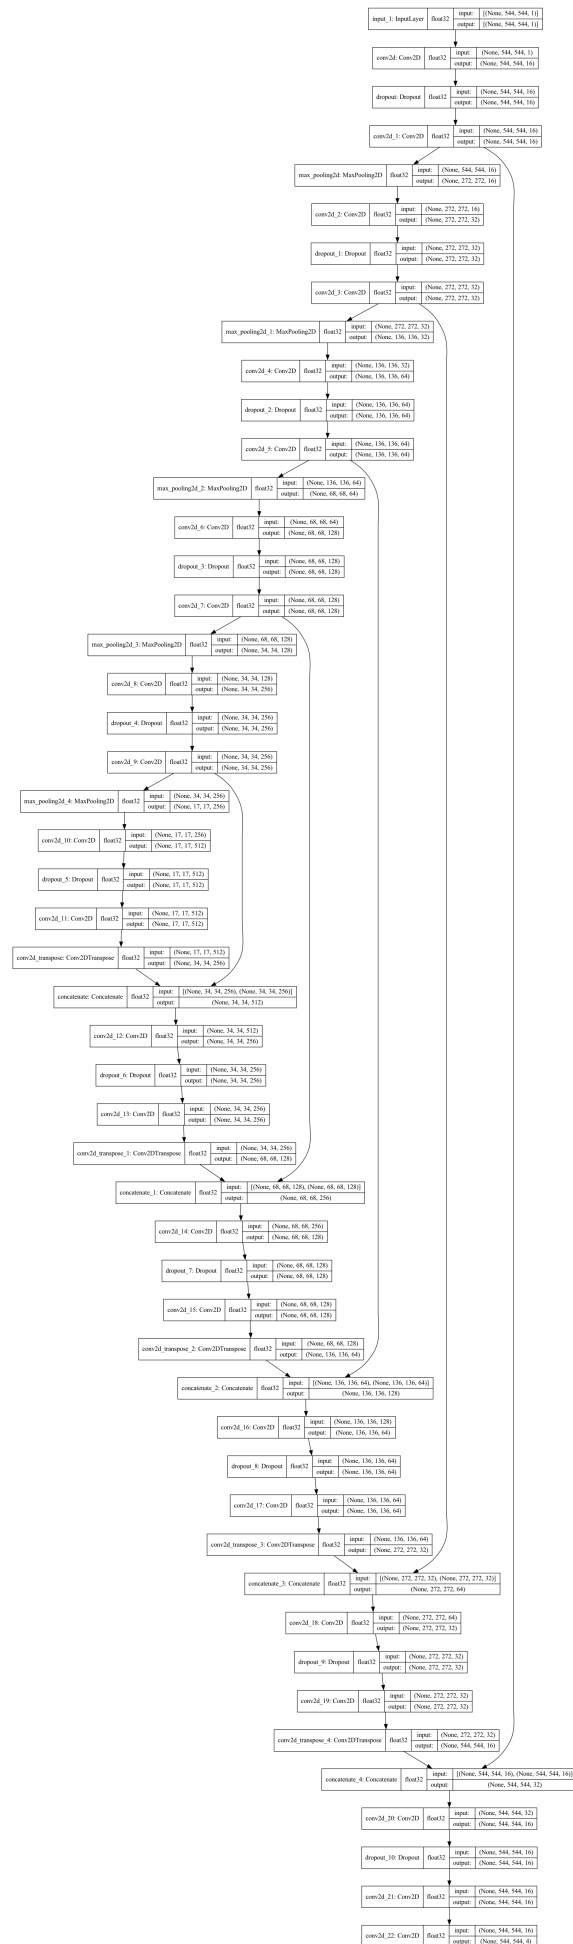 input_1: InputLayer float32 input: [(None, 544, 544, 1)]
output: [(None, 544, 544, 1)]
conv2d: Conv2D float32 input: (None, 544, 544, 1)
output: (None, 544, 544, 16)
dropout: Dropout float32 input: (None, 544, 544, 16)
output: (None, 544, 544, 16)
conv2d_1: Conv2D float32 input: (None, 544, 544, 16)
output: (None, 544, 544, 16)
max_pooling2d: MaxPooling2D float32 input: (None, 544, 544, 16)
output: (None, 272, 272, 16)
conv2d_2: Conv2D float32 input: (None, 272, 272, 16)
output: (None, 272, 272, 32)
dropout_1: Dropout float32 input: (None, 272, 272, 32)
output: (None, 272, 272, 32)
conv2d_3: Conv2D float32 input: (None, 272, 272, 32)
output: (None, 272, 272, 32)
max_pooling2d_1: MaxPooling2D float32 input: (None, 272, 272, 32)
output: (None, 136, 136, 32)
conv2d_4: Conv2D float32 input: (None, 136, 136, 32)
output: (None, 136, 136, 64)
dropout_2: Dropout float32 input: (None, 136, 136, 64)
output: (None, 136, 136, 64)
conv2d_5: Conv2D float32 input: (None, 136, 136, 64)
output: (None, 136, 136, 64)
max_pooling2d_2: MaxPooling2D float32 input: (None, 136, 136, 64)
output: (None, 68, 68, 64)
conv2d_6: Conv2D float32 input: (None, 68, 68, 64)
output: (None, 68, 68, 128)
dropout_3: Dropout float32 input: (None, 68, 68, 128)
output: (None, 68, 68, 128)
conv2d_7: Conv2D float32 input: (None, 68, 68, 128)
output: (None, 68, 68, 128)
max_pooling2d_3: MaxPooling2D float32 input: (None, 68, 68, 128)
output: (None, 34, 34, 128)
conv2d_8: Conv2D float32 input: (None, 34, 34, 128)
output: (None, 34, 34, 256)
dropout_4: Dropout float32 input: (None, 34, 34, 256)
output: (None, 34, 34, 256)
conv2d_9: Conv2D float32 input: (None, 34, 34, 256)
output: (None, 34, 34, 256)
max_pooling2d_4: MaxPooling2D float32 input: (None, 34, 34, 256)
output: (None, 17, 17, 256)
conv2d_10: Conv2D float32 input: (None, 17, 17, 256)
output: (None, 17, 17, 512)
dropout_5: Dropout float32 input: (None, 17, 17, 512)
output: (None, 17, 17, 512)
conv2d_11: Conv2D float32 input: (None, 17, 17, 512)
output: (None, 17, 17, 512)
conv2d_transpose: Conv2DTranspose float32 input: (None, 17, 17, 512)
output: (None, 34, 34, 256)
concatenate: Concatenate float32 input: [(None, 34, 34, 256), (None, 34, 34, 256)]
output: (None, 34, 34, 512)
conv2d_12: Conv2D float32 input: (None, 34, 34, 512)
output: (None, 34, 34, 256)
dropout_6: Dropout float32 input: (None, 34, 34, 256)
output: (None, 34, 34, 256)
conv2d_13: Conv2D float32 input: (None, 34, 34, 256)
output: (None, 34, 34, 256)
conv2d_transpose_1: Conv2DTranspose float32 input: (None, 34, 34, 256)
output: (None, 68, 68, 128)
concatenate_1: Concatenate float32 input: [(None, 68, 68, 128), (None, 68, 68, 128)]
output: (None, 68, 68, 256)
conv2d_14: Conv2D float32 input: (None, 68, 68, 256)
output: (None, 68, 68, 128)
dropout_7: Dropout float32 input: (None, 68, 68, 128)
output: (None, 68, 68, 128)
conv2d_15: Conv2D float32 input: (None, 68, 68, 128)
output: (None, 68, 68, 128)
conv2d_transpose_2: Conv2DTranspose float32 input: (None, 68, 68, 128)
output: (None, 136, 136, 64)
concatenate_2: Concatenate float32 input: [(None, 136, 136, 64), (None, 136, 136, 64)]
output: (None, 136, 136, 128)
conv2d_16: Conv2D float32 input: (None, 136, 136, 128)
output: (None, 136, 136, 64)
dropout_8: Dropout float32 input: (None, 136, 136, 64)
output: (None, 136, 136, 64)
conv2d_17: Conv2D float32 input: (None, 136, 136, 64)
output: (None, 136, 136, 64)
conv2d_transpose_3: Conv2DTranspose float32 input: (None, 136, 136, 64)
output: (None, 272, 272, 32)
concatenate_3: Concatenate float32 input: [(None, 272, 272, 32), (None, 272, 272, 32)]
output: (None, 272, 272, 64)
conv2d_18: Conv2D float32 input: (None, 272, 272, 64)
output: (None, 272, 272, 32)
dropout_9: Dropout float32 input: (None, 272, 272, 32)
output: (None, 272, 272, 32)
conv2d_19: Conv2D float32 input: (None, 272, 272, 32)
output: (None, 272, 272, 32)
conv2d_transpose_4: Conv2DTranspose float32 input: (None, 272, 272, 32)
output: (None, 544, 544, 16)
concatenate_4: Concatenate float32 input: [(None, 544, 544, 16), (None, 544, 544, 16)]
output: (None, 544, 544, 32)
conv2d_20: Conv2D float32 input: (None, 544, 544, 32)
output: (None, 544, 544, 16)
dropout_10: Dropout float32 input: (None, 544, 544, 16)
output: (None, 544, 544, 16)
conv2d_21: Conv2D float32 input: (None, 544, 544, 16)
output: (None, 544, 544, 16)
conv2d_22: Conv2D float32 input: (None, 544, 544, 16)
output: (None, 544, 544, 4)